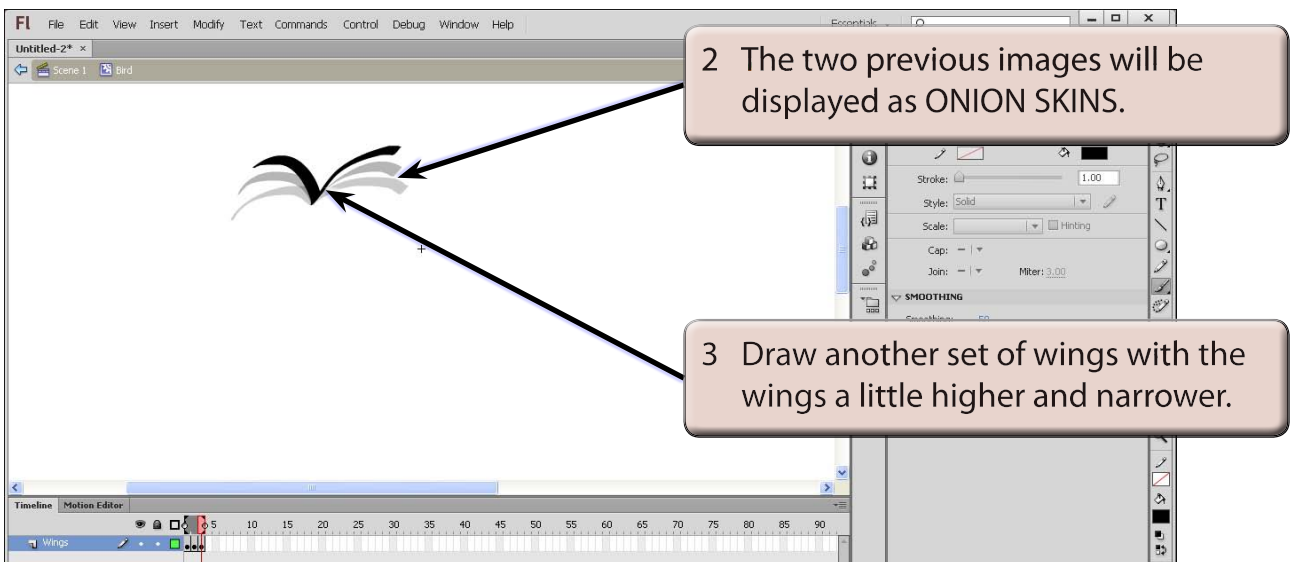 Fl File Edit View Insert Modify Text Commands Control Debug Window Help
Untitled-2* ×
Scene 1 Bird
2 The two previous images will be
displayed as ONION SKINS.
Stroke: 1.00
Style: Solid
Scale: Hinting
Cap:
Join: Miter: 3.00
SMOOTHING
3 Draw another set of wings with the
wings a little higher and narrower.
Timeline Motion Editor
5 10 15 20 25 30 35 40 45 50 55 60 65 70 75 80 85 90
Wings